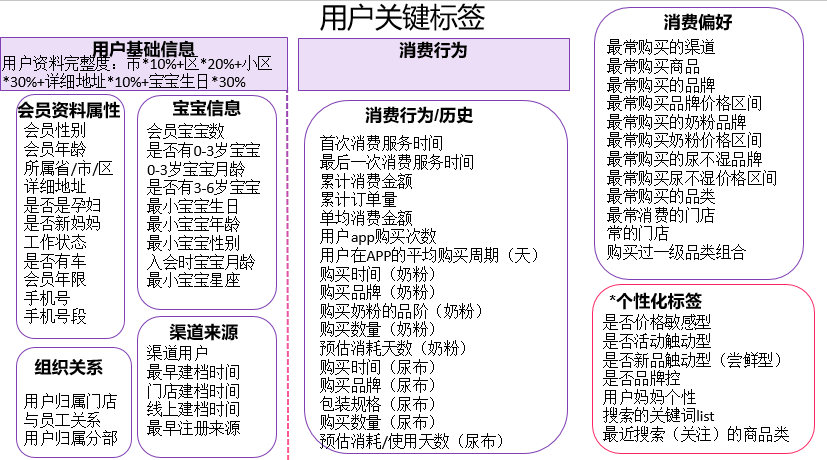 用户关键标签
用户基础信息
用户资料完整度：市*10%+区*20%+小区
*30%+详细地址*10%+宝宝生日*30%
会员资料属性
会员性别
会员年龄
所属省/市/区
详细地址
是否是孕妇
是否新妈妈
工作状态
是否有车
会员年限
手机号
手机号段
宝宝信息
会员宝宝数
是否有0-3岁宝宝
0-3岁宝宝月龄
是否有3-6岁宝宝
最小宝宝生日
最小宝宝年龄
最小宝宝性别
入会时宝宝月龄
最小宝宝星座
组织关系
用户归属门店
与员工关系
用户归属分部
渠道来源
渠道用户
最早建档时间
门店建档时间
线上建档时间
最早注册来源
消费行为
消费行为/历史
首次消费服务时间
最后一次消费服务时间
累计消费金额
累计订单量
单均消费金额
用户app购买次数
用户在APP的平均购买周期（天）
购买时间（奶粉）
购买品牌（奶粉）
购买奶粉的品阶（奶粉）
购买数量（奶粉）
预估消耗天数（奶粉）
购买时间（尿布）
购买品牌（尿布）
包装规格（尿布）
购买数量（尿布）
预估消耗/使用天数（尿布）
消费偏好
最常购买的渠道
最常购买商品
最常购买的品牌
最常购买品牌价格区间
最常购买的奶粉品牌
最常购买奶粉价格区间
最常购买的尿不湿品牌
最常购买尿不湿价格区间
最常购买的品类
最常消费的门店
常的门店
购买过一级品类组合
*个性化标签
是否价格敏感型
是否活动触动型
是否新品触动型（尝鲜型）
是否品牌控
用户妈妈个性
搜索的关键词list
最近搜索（关注）的商品类